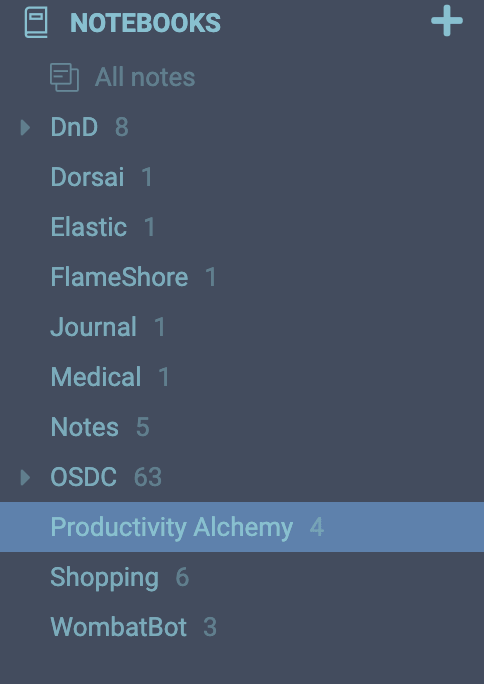 NOTEBOOKS
All notes
DnD 8
Dorsai 1
Elastic 1
FlameShore 1
Journal 1
Medical 1
Notes 5
OSDC 63
Productivity Alchemy 4
Shopping 6
WombatBot 3